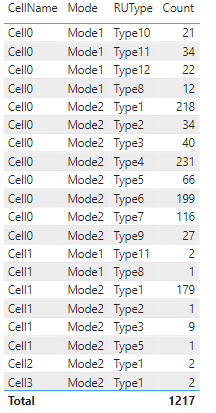 CellName Mode RUType Count
Cell0 Mode1 Type10 21
Cell0 Mode1 Type11 34
Cell0 Mode1 Type12 22
Cell0 Mode1 Type8 12
Cell0 Mode2 Type1 218
Cell0 Mode2 Type2 34
Cell0 Mode2 Type3 40
Cell0 Mode2 Type4 231
Cell0 Mode2 Type5 66
Cell0 Mode2 Type6 199
Cell0 Mode2 Type7 116
Cell0 Mode2 Type9 27
Cell1 Mode1 Type11 2
Cell1 Mode1 Type8 1
Cell1 Mode2 Type1 179
Cell1 Mode2 Type2 1
Cell1 Mode2 Type3 9
Cell1 Mode2 Type5 1
Cell2 Mode2 Type1 2
Cell3 Mode2 Type1 2
Total 1217